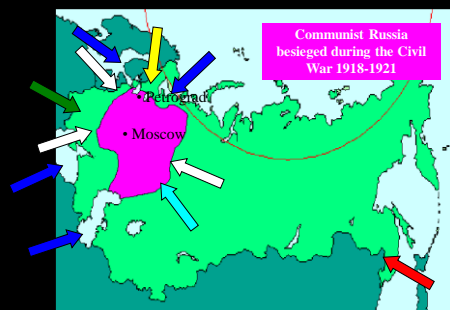 Communist Russia
besieged during the Civil
War 1918-1921
Petrograd
Moscow